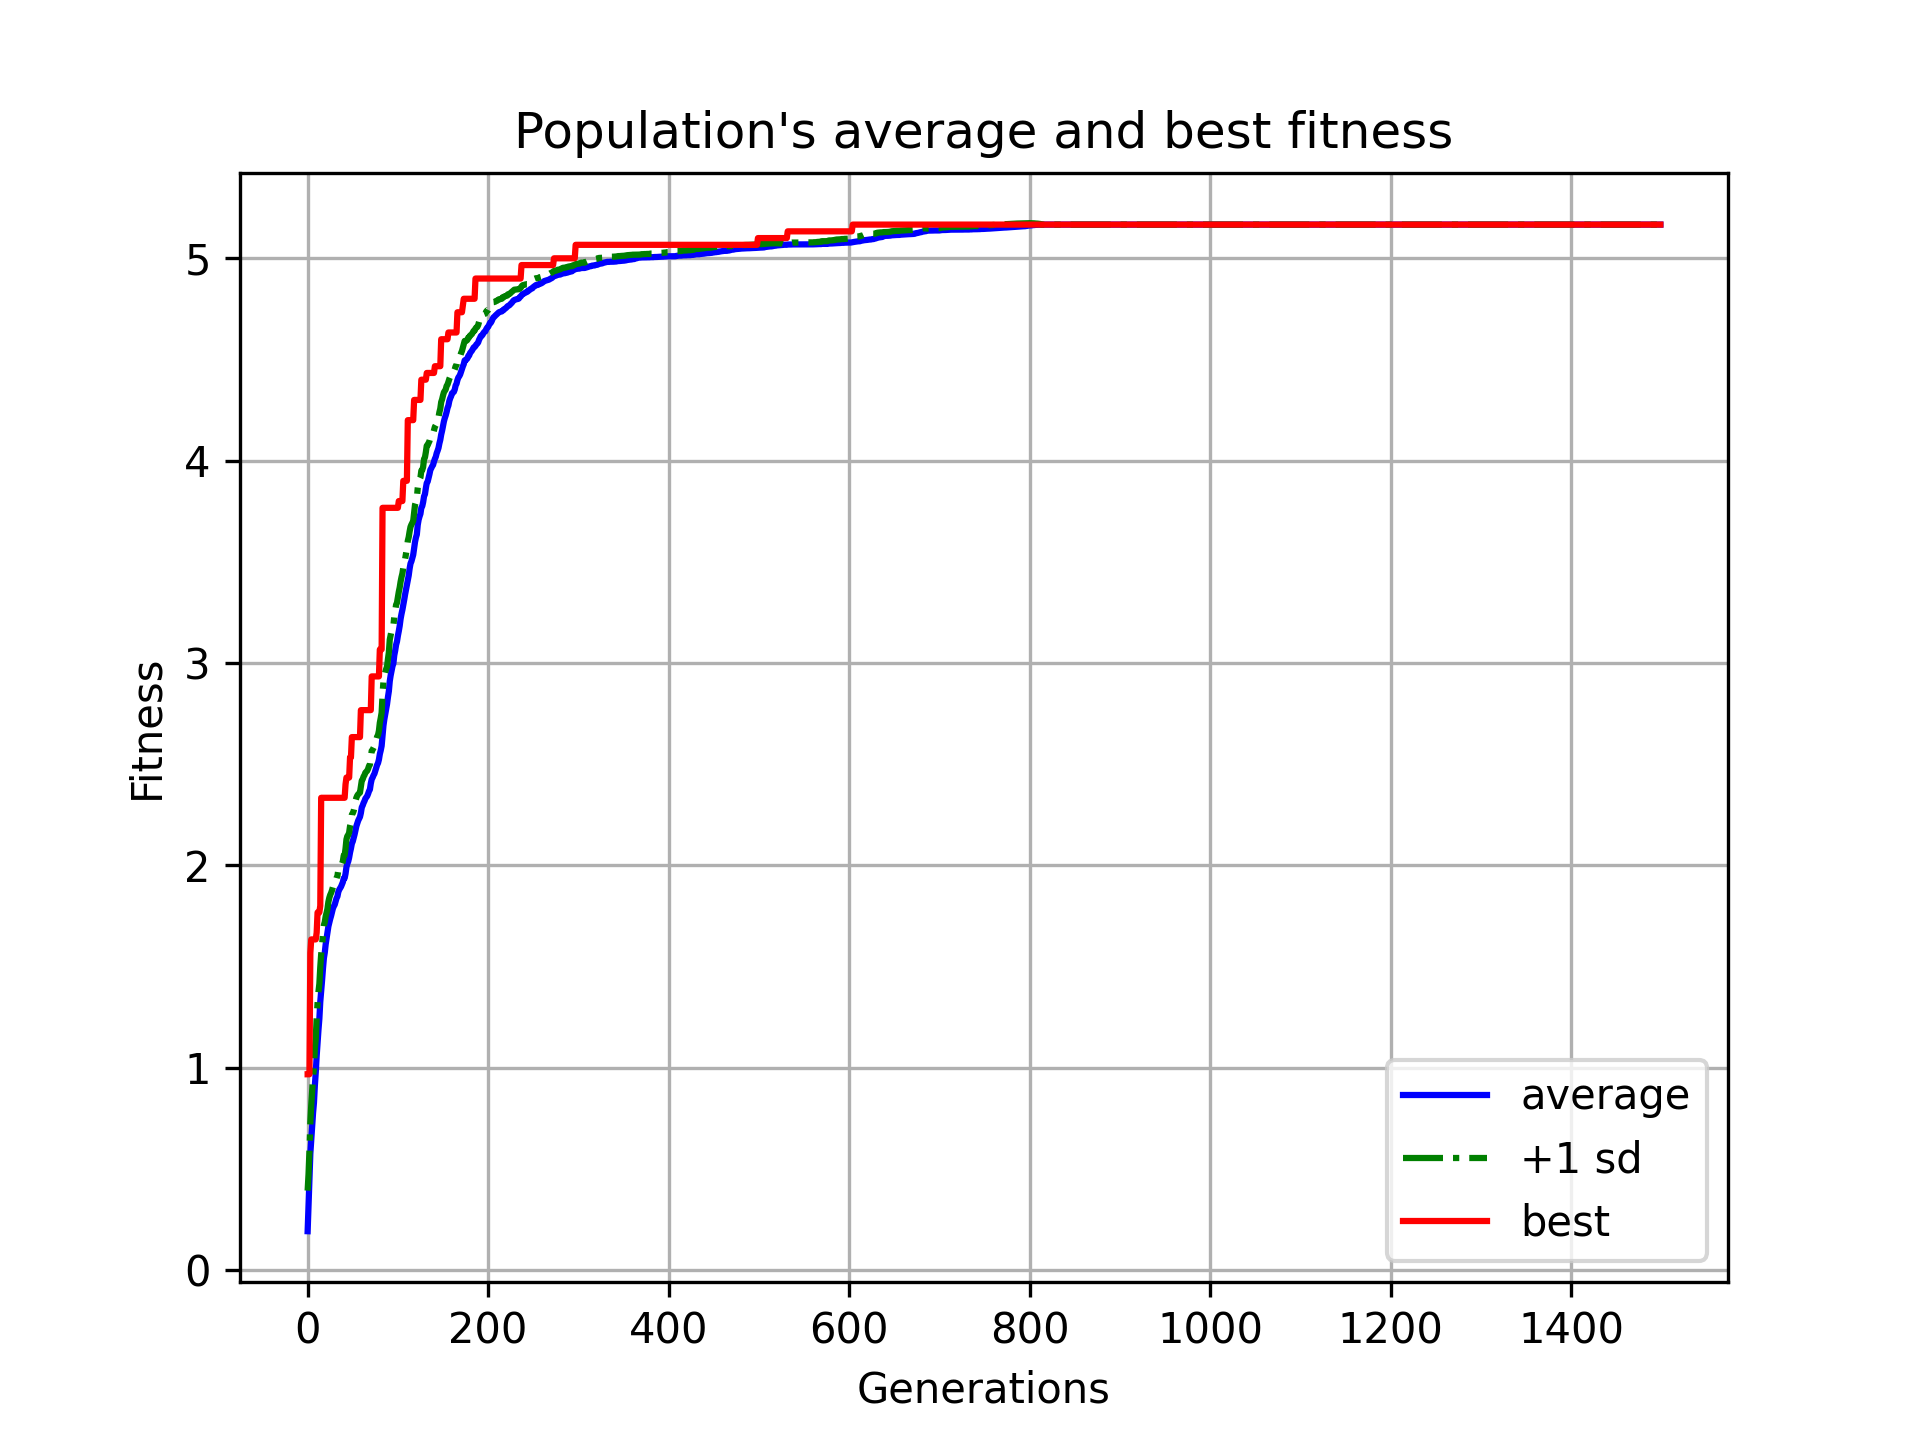 Population's average and best fitness
5
4
3
2
1
0
Fitness
average
+1 sd
best
0 200 400 600 800 1000 1200 1400
Generations